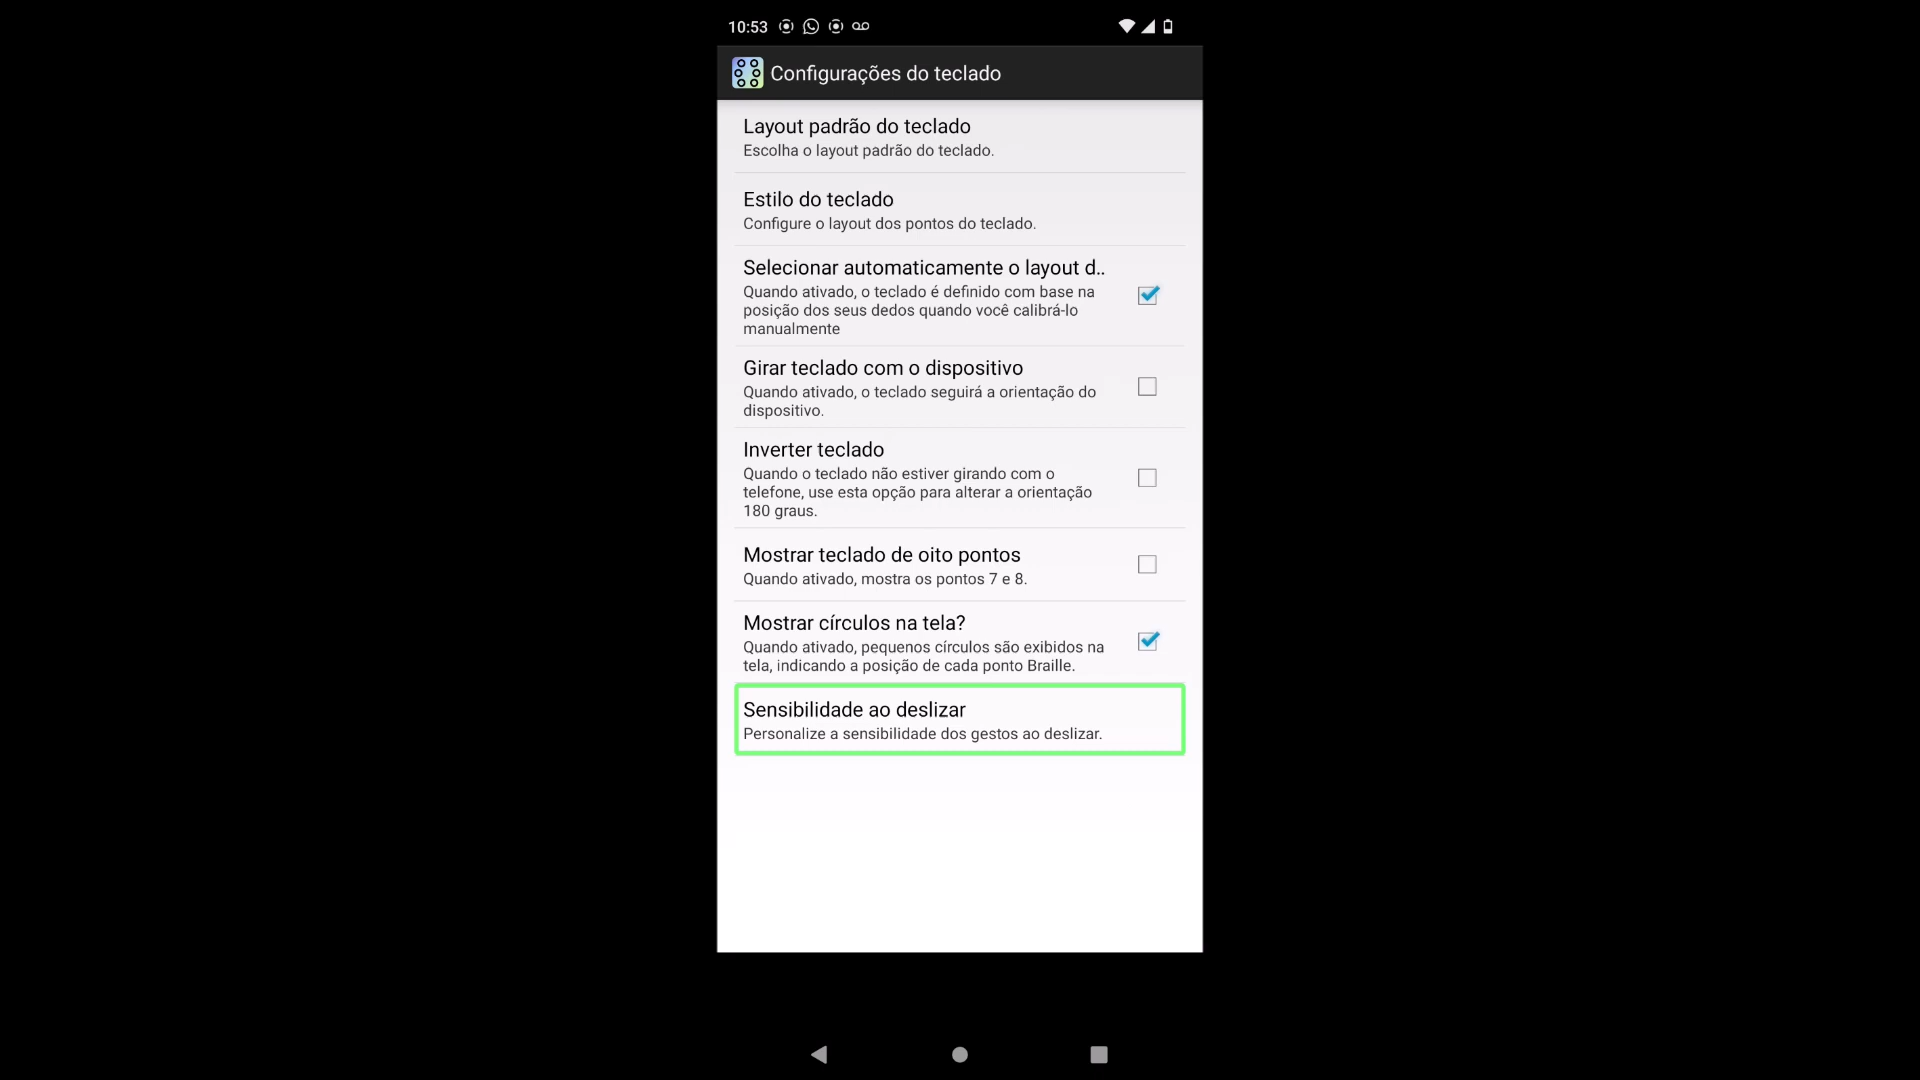 10:53
Configurações do teclado
Layout padrão do teclado
Escolha o layout padrão do teclado.
Estilo do teclado
Configure o layout dos pontos do teclado.
Selecionar automaticamente o layout d..
Quando ativado, o teclado é definido com base na
posição dos seus dedos quando você calibrá-lo
manualmente
Girar teclado com o dispositivo
Quando ativado, o teclado seguirá a orientação do
dispositivo.
Inverter teclado
Quando o teclado não estiver girando com o
telefone, use esta opção para alterar a orientação
180 graus.
Mostrar teclado de oito pontos
Quando ativado, mostra os pontos 7 e 8.
Mostrar círculos na tela?
Quando ativado, pequenos círculos são exibidos na
tela, indicando a posição de cada ponto Braille.
Sensibilidade ao deslizar
Personalize a sensibilidade dos gestos ao deslizar.